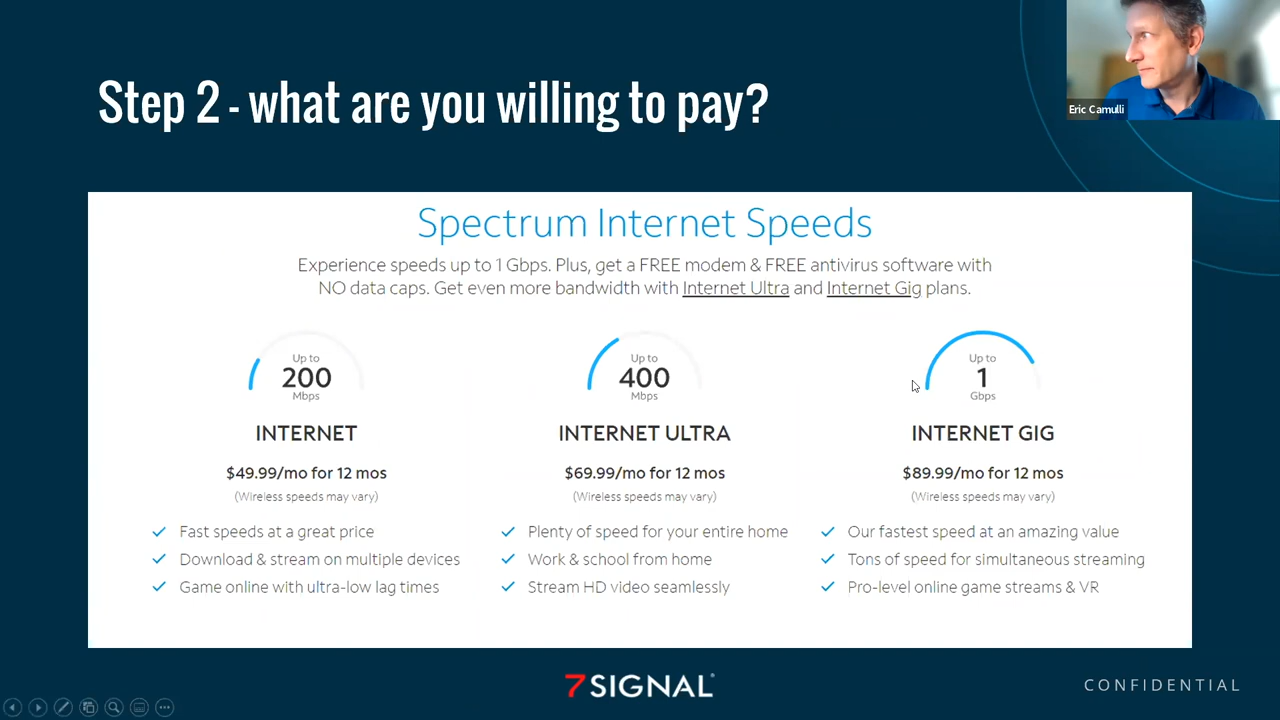 Step 2 - what are you willing to pay?
Eric Camulli
Spectrum Internet Speeds
Experience speeds up to 1 Gbps. Plus, get a FREE modem & FREE antivirus software with
NO data caps. Get even more bandwidth with Internet Ultra and Internet Gig plans.
Up to
200
Mbps
INTERNET
$49.99/mo for 12 mos
(Wireless speeds may vary)
Fast speeds at a great price
Download & stream on multiple devices
Game online with ultra-low lag times
Up to
400
Mbps
INTERNET ULTRA
$69.99/mo for 12 mos
(Wireless speeds may vary)
Plenty of speed for your entire home
Work & school from home
Stream HD video seamlessly
Up to
1
Gbps
INTERNET GIG
$89.99/mo for 12 mos
(Wireless speeds may vary)
Our fastest speed at an amazing value
Tons of speed for simultaneous streaming
Pro-level online game streams & VR
7SIGNAL
CONFIDENTIAL